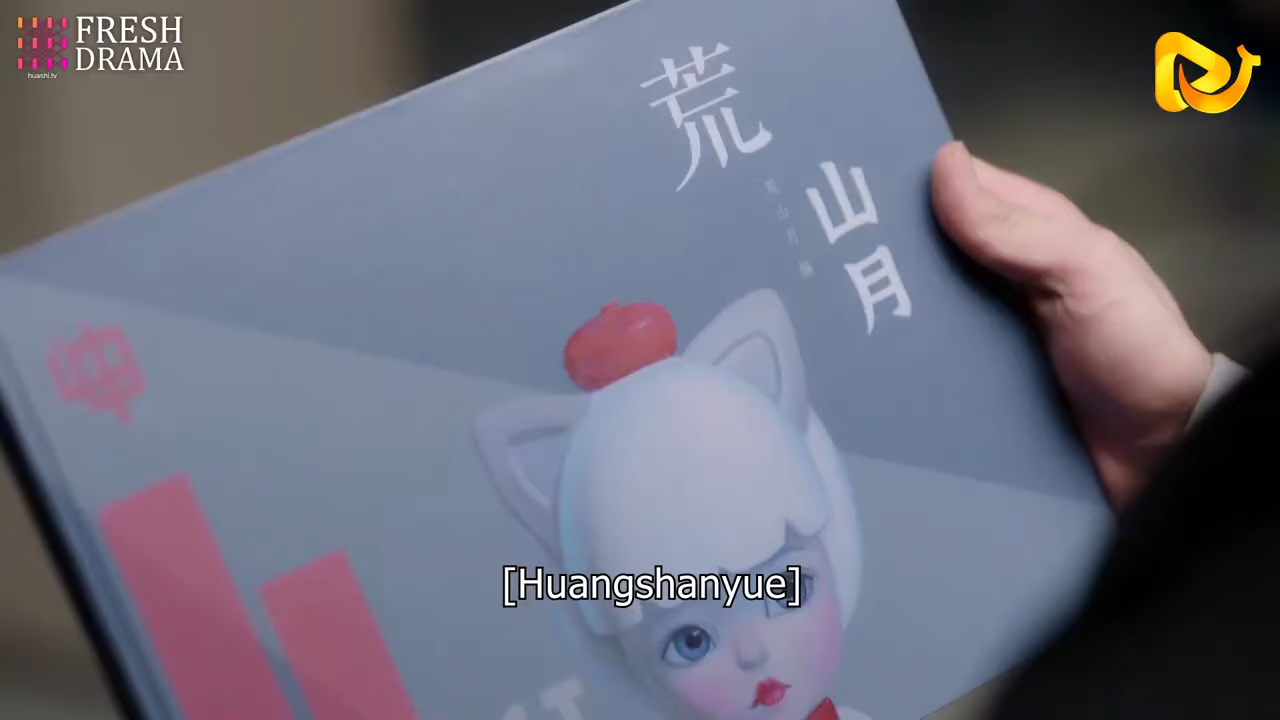 FRESH
DRAMA
huashi.tv
荒
山
月
[Huangshanyue]